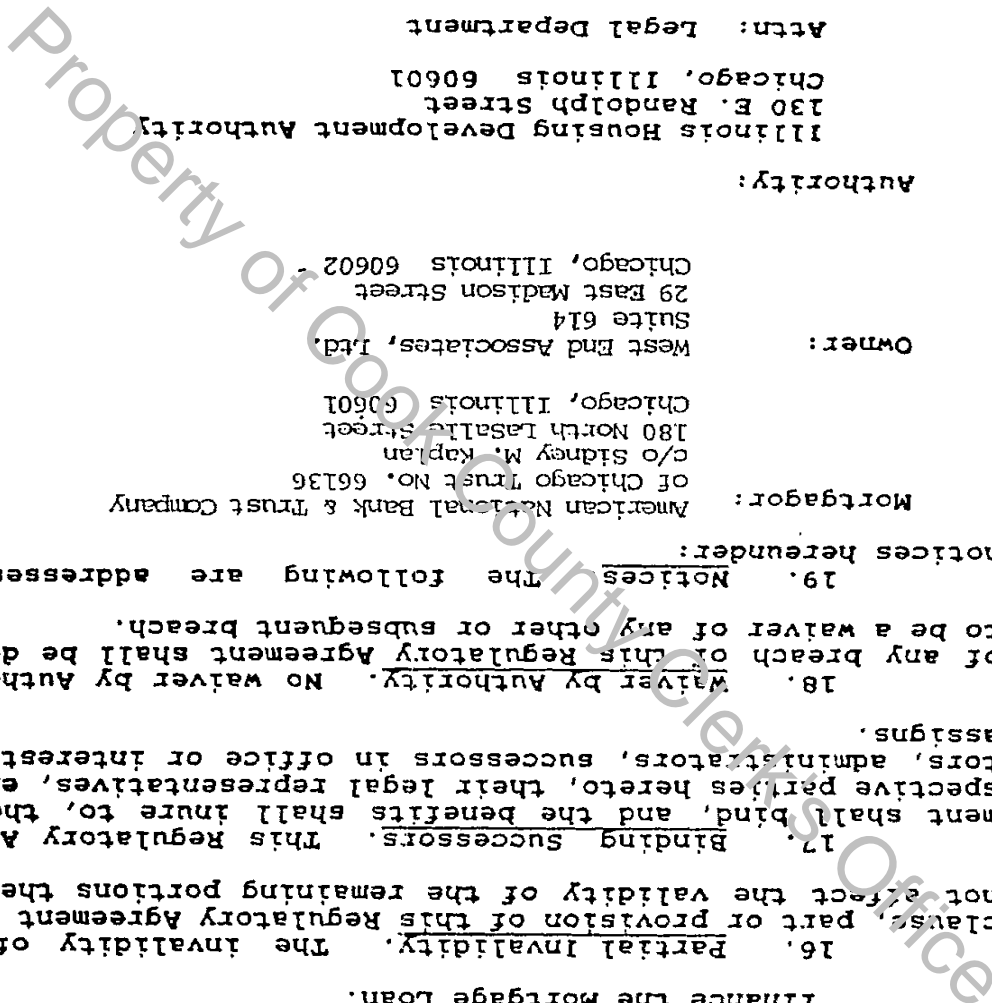 finance the Mortgage Loan.
16. Partial Invalidity. The invalidity of
clause, part or provision of this Regulatory Agreement
not affect the validity of the remaining portions the
17. Binding Successors. This Regulatory A
ment shall bind, and the benefits shall inure to, the
spective parties hereto, their legal representatives, e
tors, administrators, successors in office or interest
assigns.
18. Waiver by Authority. No waiver by Auth
of any breach of this Regulatory Agreement shall be de
to be a waiver of any other or subsequent breach.
19. Notices The following are addresses
notices hereunder:
Mortgagor: American National Bank & Trust Company
of Chicago Trust No. 66136
c/o Sidney M. Kaplan
180 North LaSalle Street
Chicago, Illinois 60601
Owner: West End Associates, Ltd.
Suite 614
29 East Madison Street
Chicago, Illinois 60602
Authority:
Illinois Housing Development Authority
130 E. Randolph Street
Chicago, Illinois 60601
Attn: Legal Department
Property of Cook County Clerk's Office